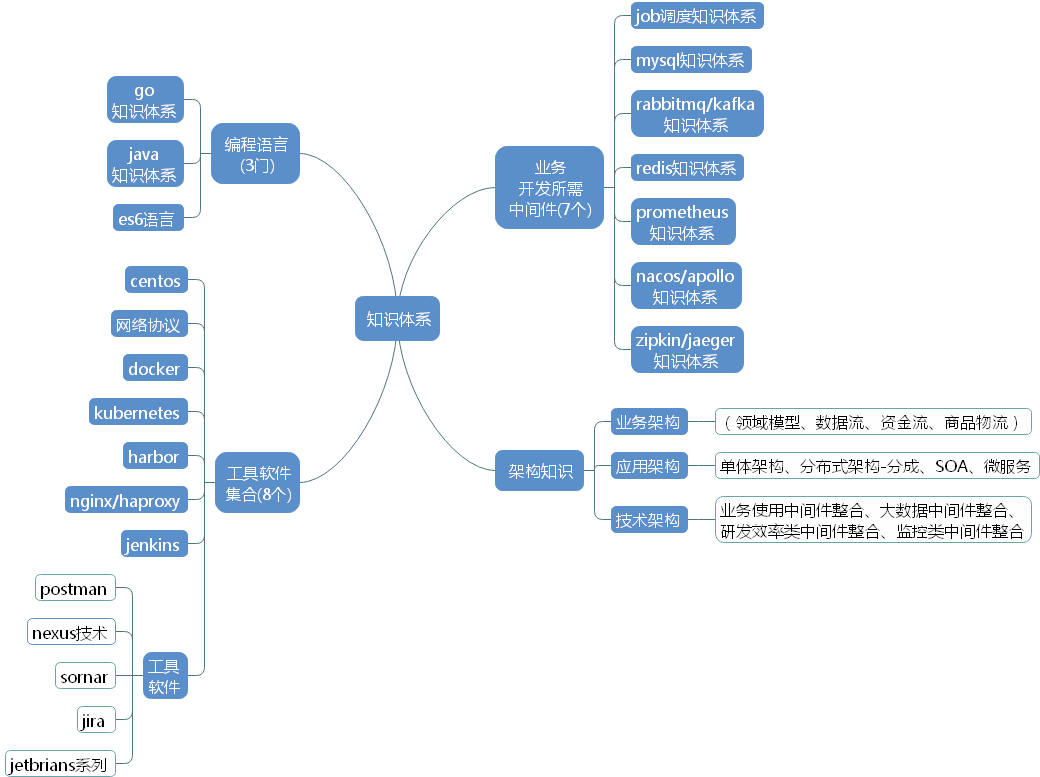 知识体系
编程语言
(3门)
go
知识体系
java
知识体系
es6语言
工具软件
集合(8个)
centos
网络协议
docker
kubernetes
harbor
nginx/haproxy
jenkins
工具
软件
postman
nexus技术
sornar
jira
jetbrians系列
业务
开发所需
中间件(7个)
job调度知识体系
mysql知识体系
rabbitmq/kafka
知识体系
redis知识体系
prometheus
知识体系
nacos/apollo
知识体系
zipkin/jaeger
知识体系
架构知识
业务架构
（领域模型、数据流、资金流、商品物流）
应用架构
单体架构、分布式架构-分成、SOA、微服务
技术架构
业务使用中间件整合、大数据中间件整合、
研发效率类中间件整合、监控类中间件整合